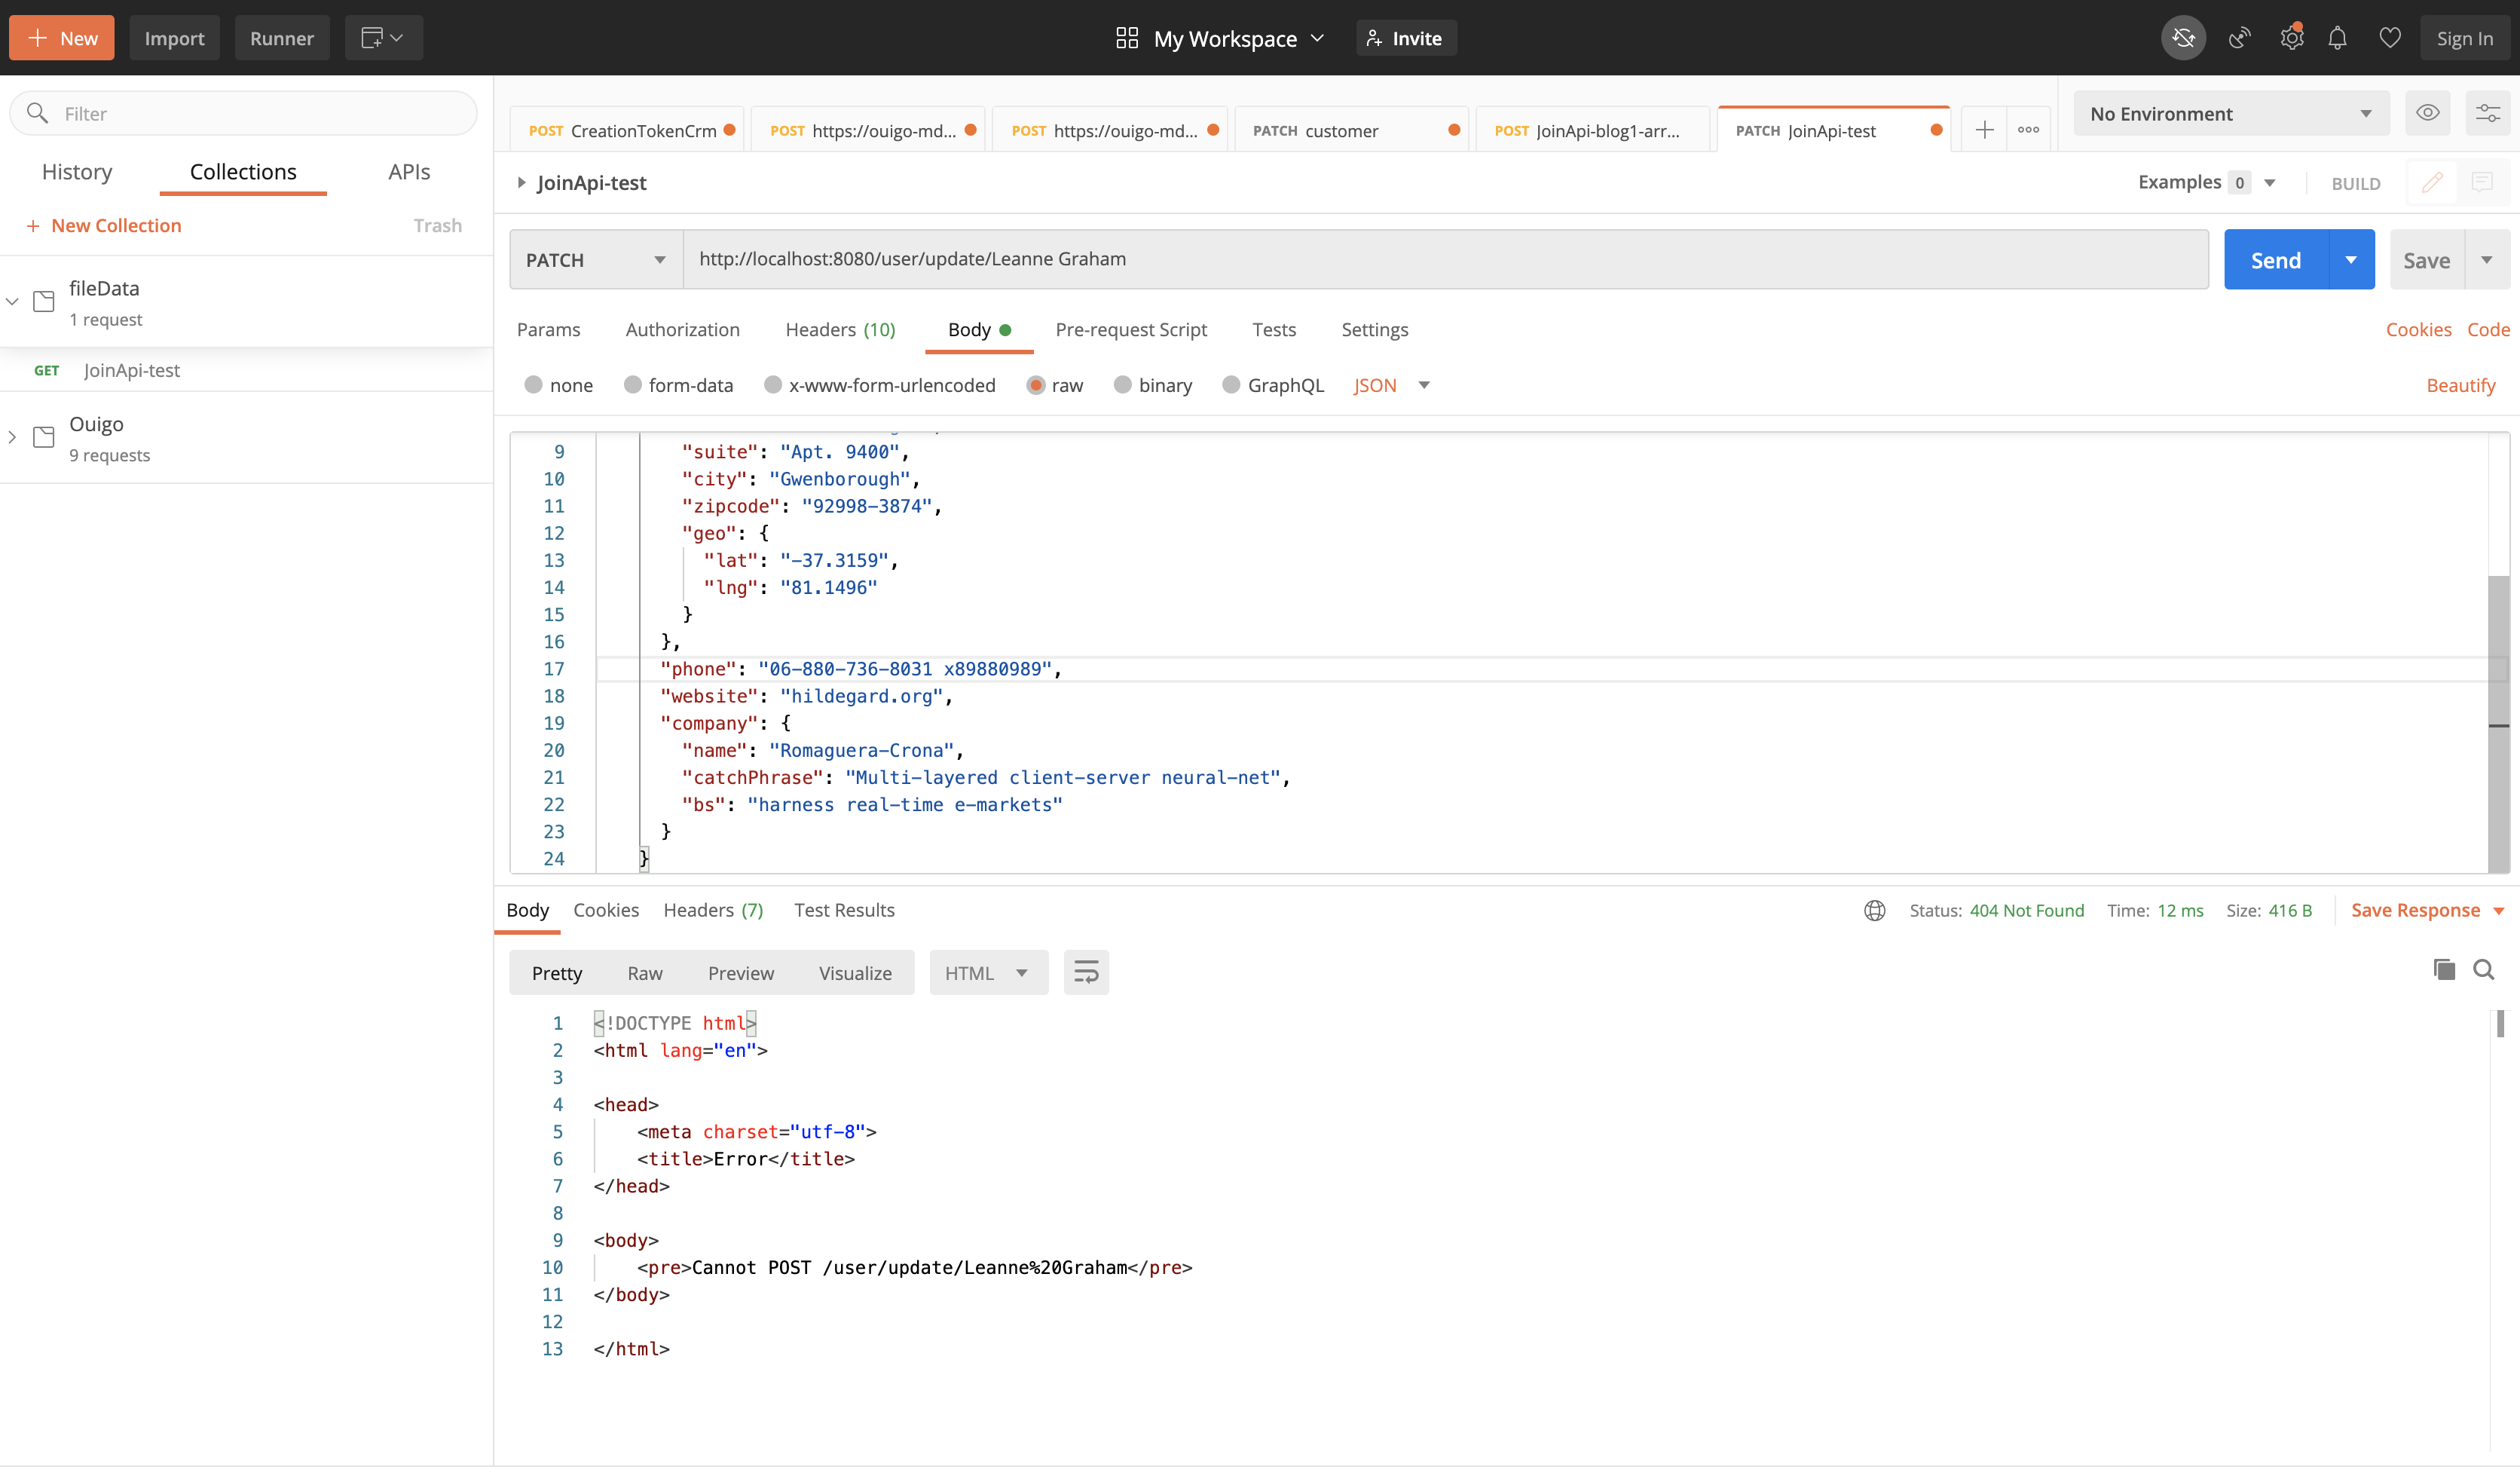 New
Import
Runner
My Workspace
Invite
Sign In
Filter
History
Collections
APIs
New Collection
Trash
fileData
1 request
GET JoinApi-test
Ouigo
9 requests
POST CreationTokenCrm
POST https://ouigo-md...
POST https://ouigo-md...
PATCH customer
POST JoinApi-blog1-arr...
PATCH JoinApi-test
No Environment
JoinApi-test
Examples 0
BUILD
PATCH
http://localhost:8080/user/update/Leanne Graham
Send
Save
Params
Authorization
Headers (10)
Body
Pre-request Script
Tests
Settings
Cookies
Code
none
form-data
x-www-form-urlencoded
raw
binary
GraphQL
JSON
Beautify
9 "suite": "Apt. 9400",
10 "city": "Gwenborough",
11 "zipcode": "92998-3874",
12 "geo": {
13 "lat": "-37.3159",
14 "lng": "81.1496"
15 }
16 },
17 "phone": "06-880-736-8031 x89880989",
18 "website": "hildegard.org",
19 "company": {
20 "name": "Romaguera-Crona",
21 "catchPhrase": "Multi-layered client-server neural-net",
22 "bs": "harness real-time e-markets"
23 }
24 }
Body
Cookies
Headers (7)
Test Results
Status: 404 Not Found
Time: 12 ms
Size: 416 B
Save Response
Pretty
Raw
Preview
Visualize
HTML
1 <!DOCTYPE html>
2 <html lang="en">
3
4 <head>
5 <meta charset="utf-8">
6 <title>Error</title>
7 </head>
8
9 <body>
10 <pre>Cannot POST /user/update/Leanne%20Graham</pre>
11 </body>
12
13 </html>